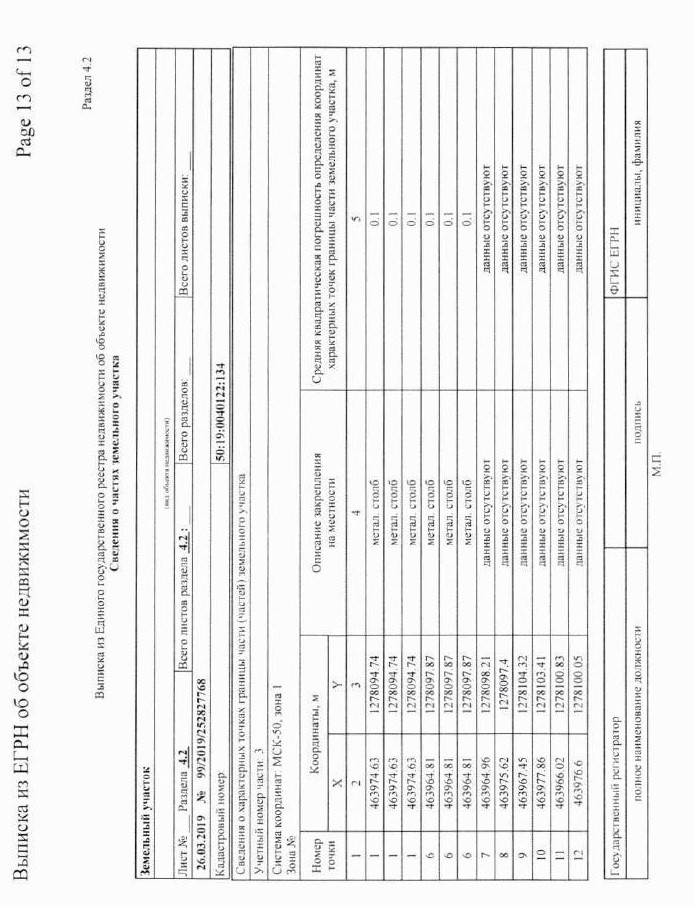 Выписка из ЕГРН об объекте недвижимости Page 13 of 13
Раздел 4.2
Выписка из Единого государственного реестра недвижимости об объекте недвижимости
Сведения о частях земельного участка
Земельный участок
(вид объекта недвижимости)
Лист № ___ Раздела 4.2 Всего листов раздела 4.2 : Всего разделов: ___ Всего листов выписки: ___
26.03.2019 № 99/2019/252827768
Кадастровый номер: 50:19:0040122:134
Сведения о характерных точках границы части (частей) земельного участка
Учетный номер части: 3
Система координат: МСК-50, зона 1
Зона №
Номер точки Координаты, м Описание закрепления на местности Средняя квадратическая погрешность определения координат характерных точек границы части земельного участка, м
X Y
1 2 3 4 5
1 463974.63 1278094.74 метал. столб 0.1
1 463974.63 1278094.74 метал. столб 0.1
1 463974.63 1278094.74 метал. столб 0.1
6 463964.81 1278097.87 метал. столб 0.1
6 463964.81 1278097.87 метал. столб 0.1
6 463964.81 1278097.87 метал. столб 0.1
7 463964.96 1278098.21 данные отсутствуют данные отсутствуют
8 463975.62 1278097.4 данные отсутствуют данные отсутствуют
9 463967.45 1278104.32 данные отсутствуют данные отсутствуют
10 463977.86 1278103.41 данные отсутствуют данные отсутствуют
11 463966.02 1278100.83 данные отсутствуют данные отсутствуют
12 463976.6 1278100.05 данные отсутствуют данные отсутствуют
Государственный регистратор ФГИС ЕГРН
полное наименование должности подпись инициалы, фамилия
М.П.